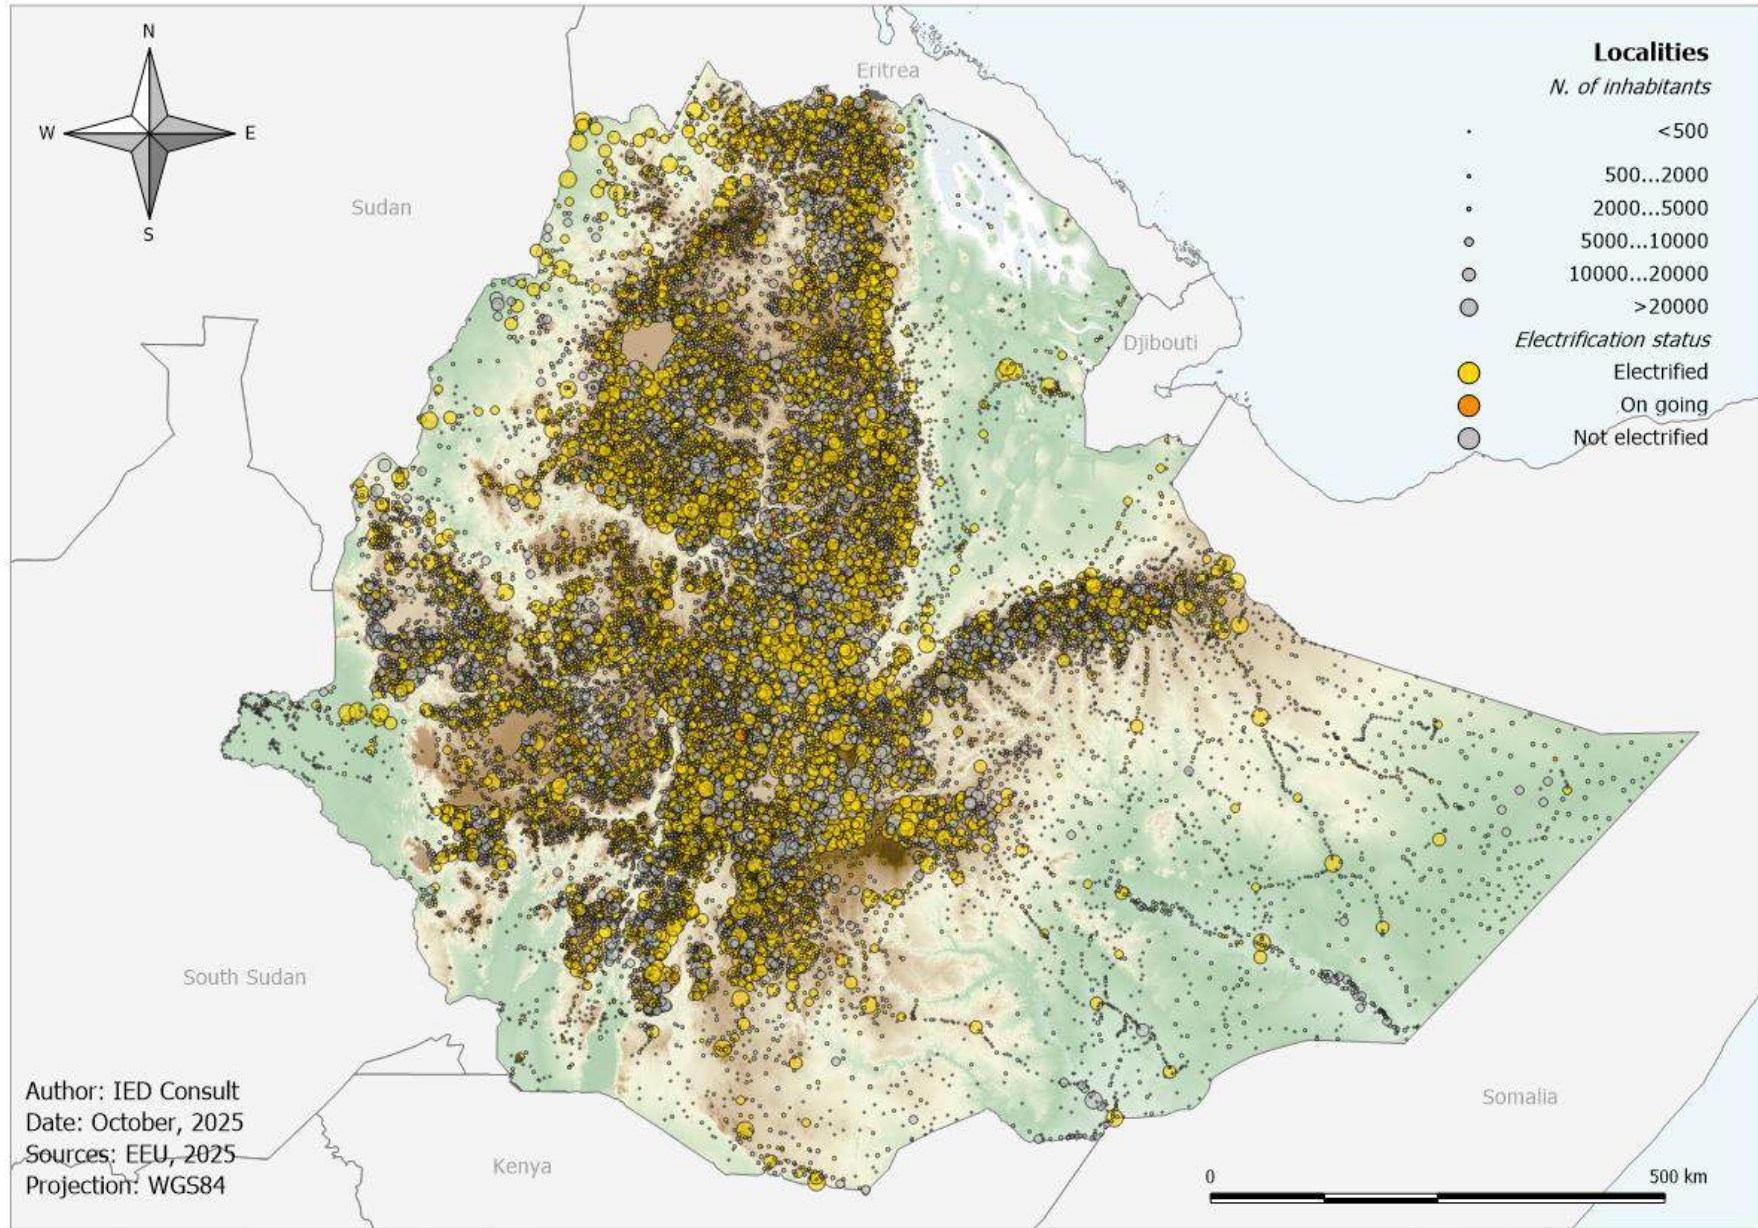 N
W
E
S
Eritrea
Sudan
Djibouti
South Sudan
Kenya
Somalia
Localities
N. of inhabitants
<500
500...2000
2000...5000
5000...10000
10000...20000
>20000
Electrification status
Electrified
On going
Not electrified
Author: IED Consult
Date: October, 2025
Sources: EEU, 2025
Projection: WGS84
0
500 km